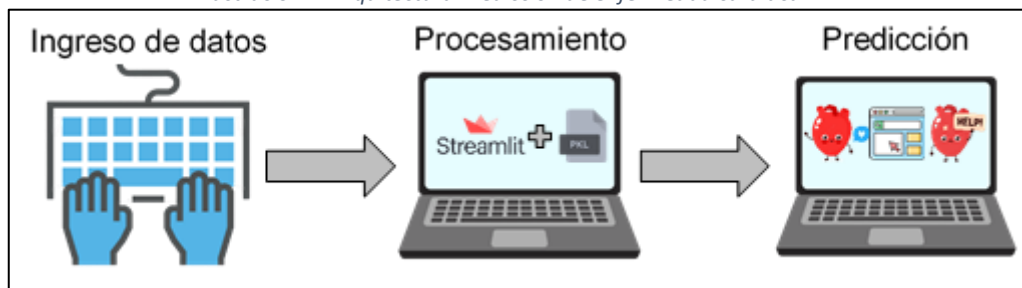 Ingreso de datos
Procesamiento
Predicción
Streamlit
PKL
HELP!